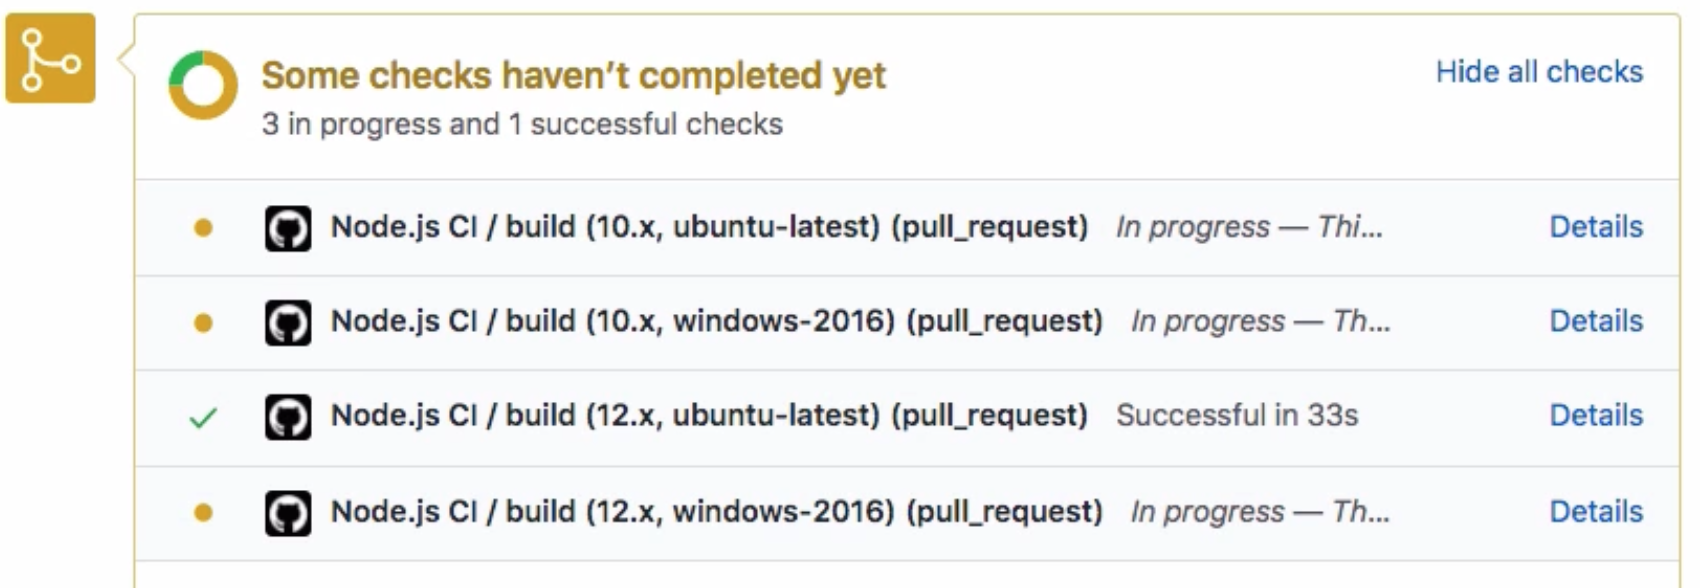 Some checks haven’t completed yet
Hide all checks
3 in progress and 1 successful checks
Node.js CI / build (10.x, ubuntu-latest) (pull_request) In progress — Thi... Details
Node.js CI / build (10.x, windows-2016) (pull_request) In progress — Th... Details
Node.js CI / build (12.x, ubuntu-latest) (pull_request) Successful in 33s Details
Node.js CI / build (12.x, windows-2016) (pull_request) In progress — Th... Details